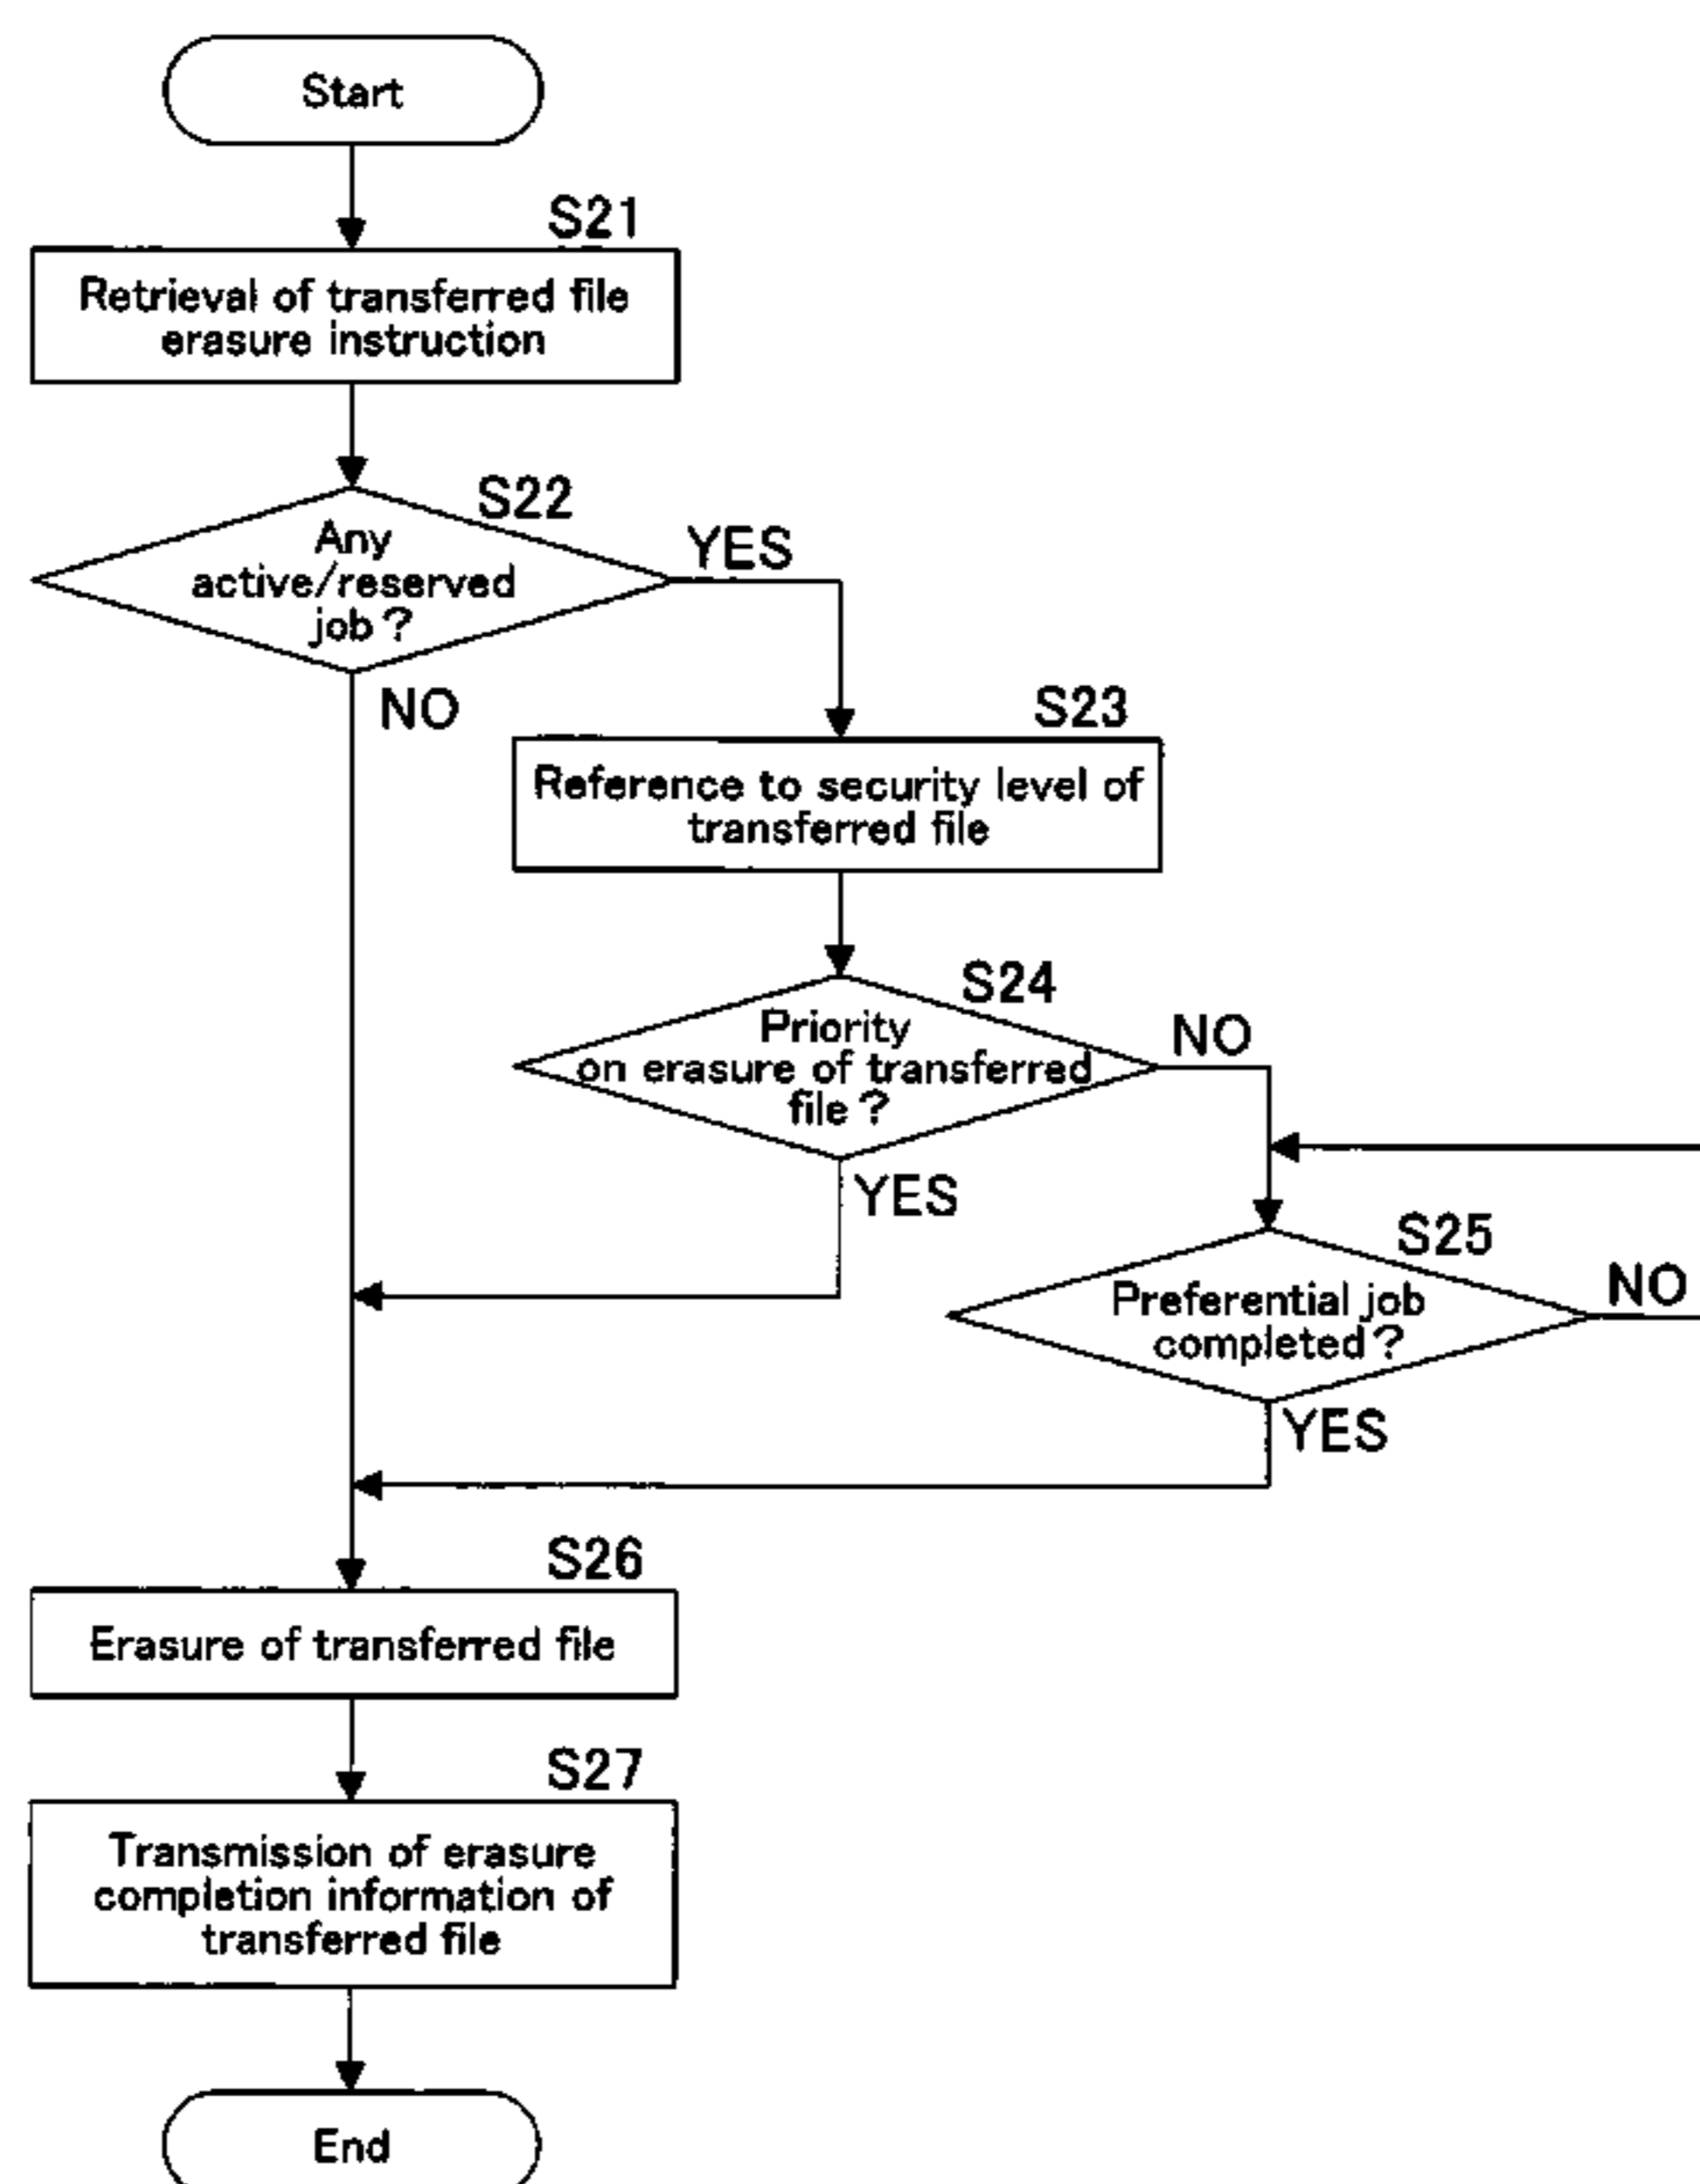 Start
S21
Retrieval of transferred file
erasure instruction
S22
Any
active/reserved
job?
YES
NO
S23
Reference to security level of
transferred file
S24
Priority
on erasure of transferred
file?
NO
YES
S25
Preferential job
completed?
NO
YES
S26
Erasure of transferred file
S27
Transmission of erasure
completion information of
transferred file
End